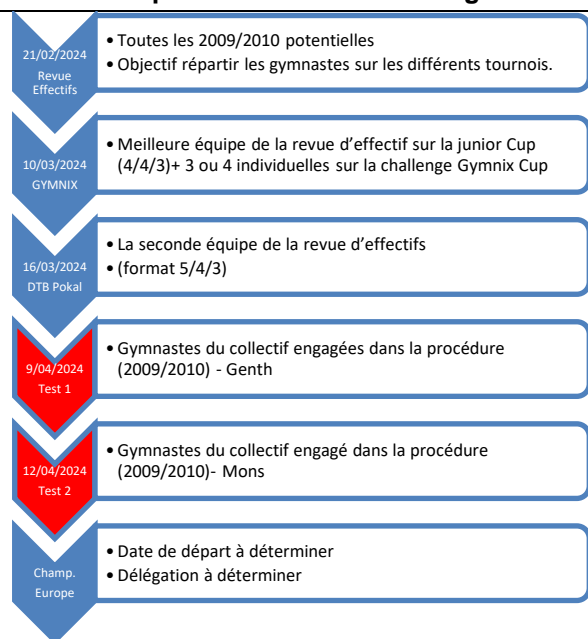 21/02/2024
Revue
Effectifs
• Toutes les 2009/2010 potentielles
• Objectif répartir les gymnastes sur les différents tournois.
10/03/2024
GYMNIX
• Meilleure équipe de la revue d'effectif sur la junior Cup
(4/4/3)+ 3 ou 4 individuelles sur la challenge Gymnix Cup
16/03/2024
DTB Pokal
• La seconde équipe de la revue d'effectifs
• (format 5/4/3)
9/04/2024
Test 1
• Gymnastes du collectif engagées dans la procédure
(2009/2010) - Genth
12/04/2024
Test 2
• Gymnastes du collectif engagé dans la procédure
(2009/2010)- Mons
Champ.
Europe
• Date de départ à déterminer
• Délégation à déterminer